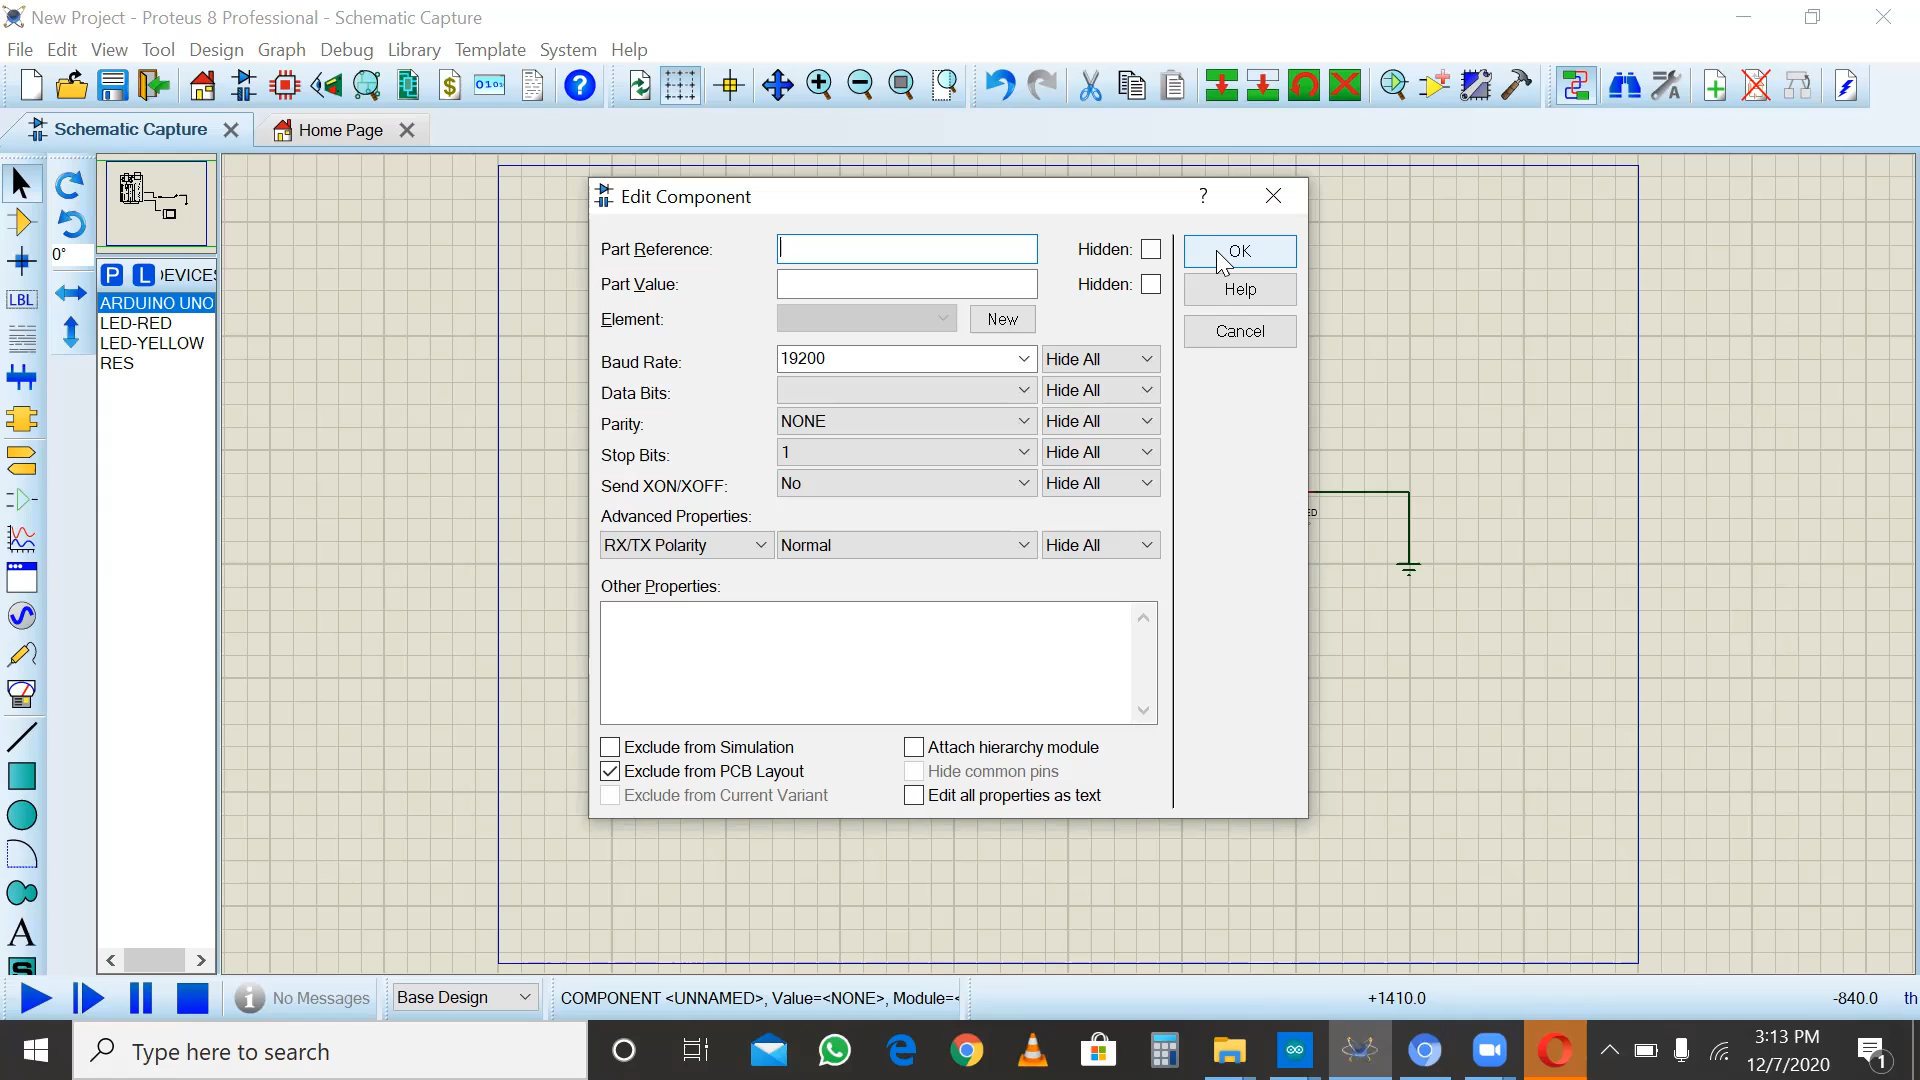 New Project - Proteus 8 Professional - Schematic Capture
File Edit View Tool Design Graph Debug Library Template System Help
Schematic Capture Home Page
Edit Component
Part Reference: Hidden: OK
Part Value: Hidden: Help
Element: New Cancel
Baud Rate: 19200 Hide All
Data Bits: Hide All
Parity: NONE Hide All
Stop Bits: 1 Hide All
Send XON/XOFF: No Hide All
Advanced Properties:
RX/TX Polarity Normal Hide All
Other Properties:
Exclude from Simulation Attach hierarchy module
Exclude from PCB Layout Hide common pins
Exclude from Current Variant Edit all properties as text
0°
P L DEVICES
ARDUINO UNO
LED-RED
LED-YELLOW
RES
LBL
A
S
ED
No Messages Base Design COMPONENT <UNNAMED>, Value=<NONE>, Module=< +1410.0 -840.0 th
Type here to search
3:13 PM
12/7/2020
1